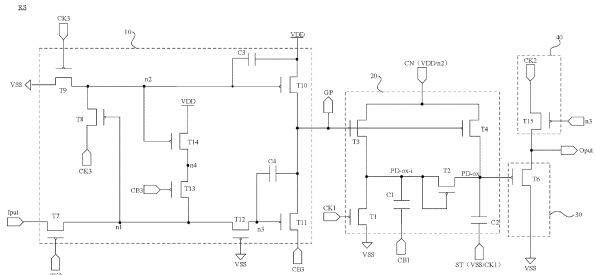 RS
CK3
10
VDD
C3
VSS
T9
n2
T10
CN (VDD/n2)
20
GP
CK2
40
T8
VDD
T14
T3
T4
T15
n3
CK3
n4
C4
Oput
CB3
T13
PD-ox-i
T2
PD-ox
T6
Iput
T7
n1
T12
n3
T11
CK1
T1
C1
C2
30
VSS
CB3
VSS
CB1
ST (VSS/CK1)
VSS